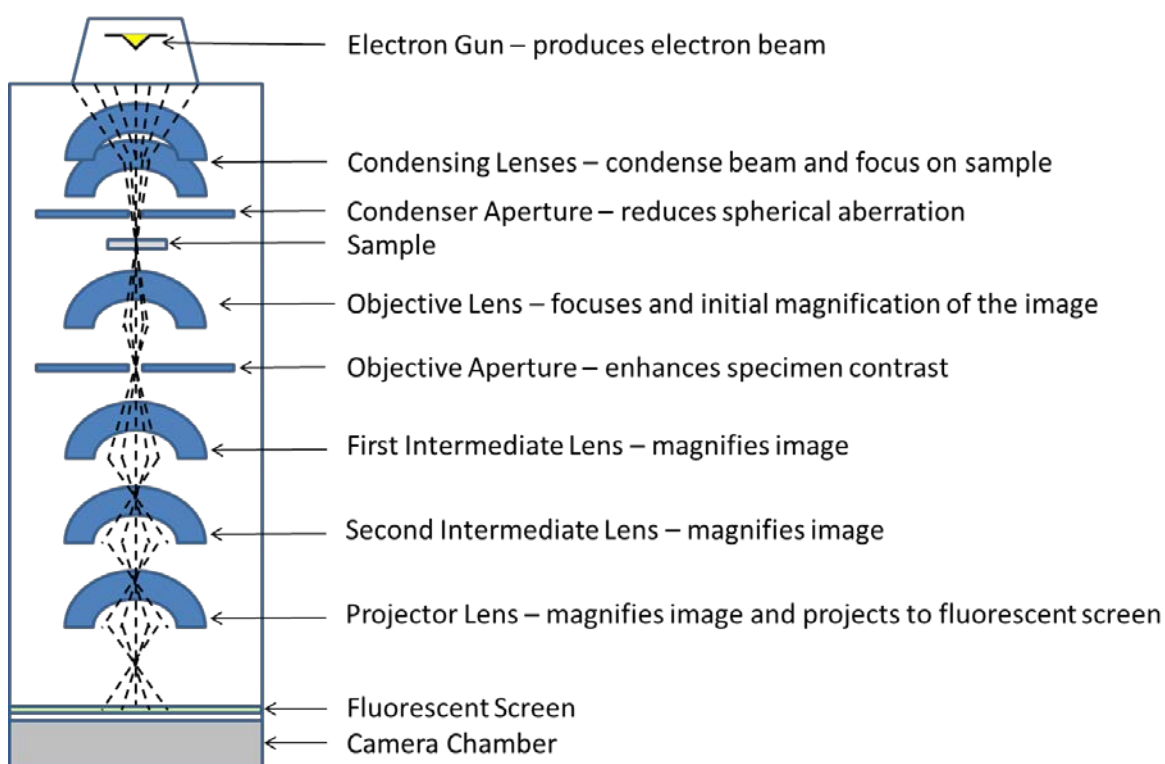 Electron Gun – produces electron beam
Condensing Lenses – condense beam and focus on sample
Condenser Aperture – reduces spherical aberration
Sample
Objective Lens – focuses and initial magnification of the image
Objective Aperture – enhances specimen contrast
First Intermediate Lens – magnifies image
Second Intermediate Lens – magnifies image
Projector Lens – magnifies image and projects to fluorescent screen
Fluorescent Screen
Camera Chamber